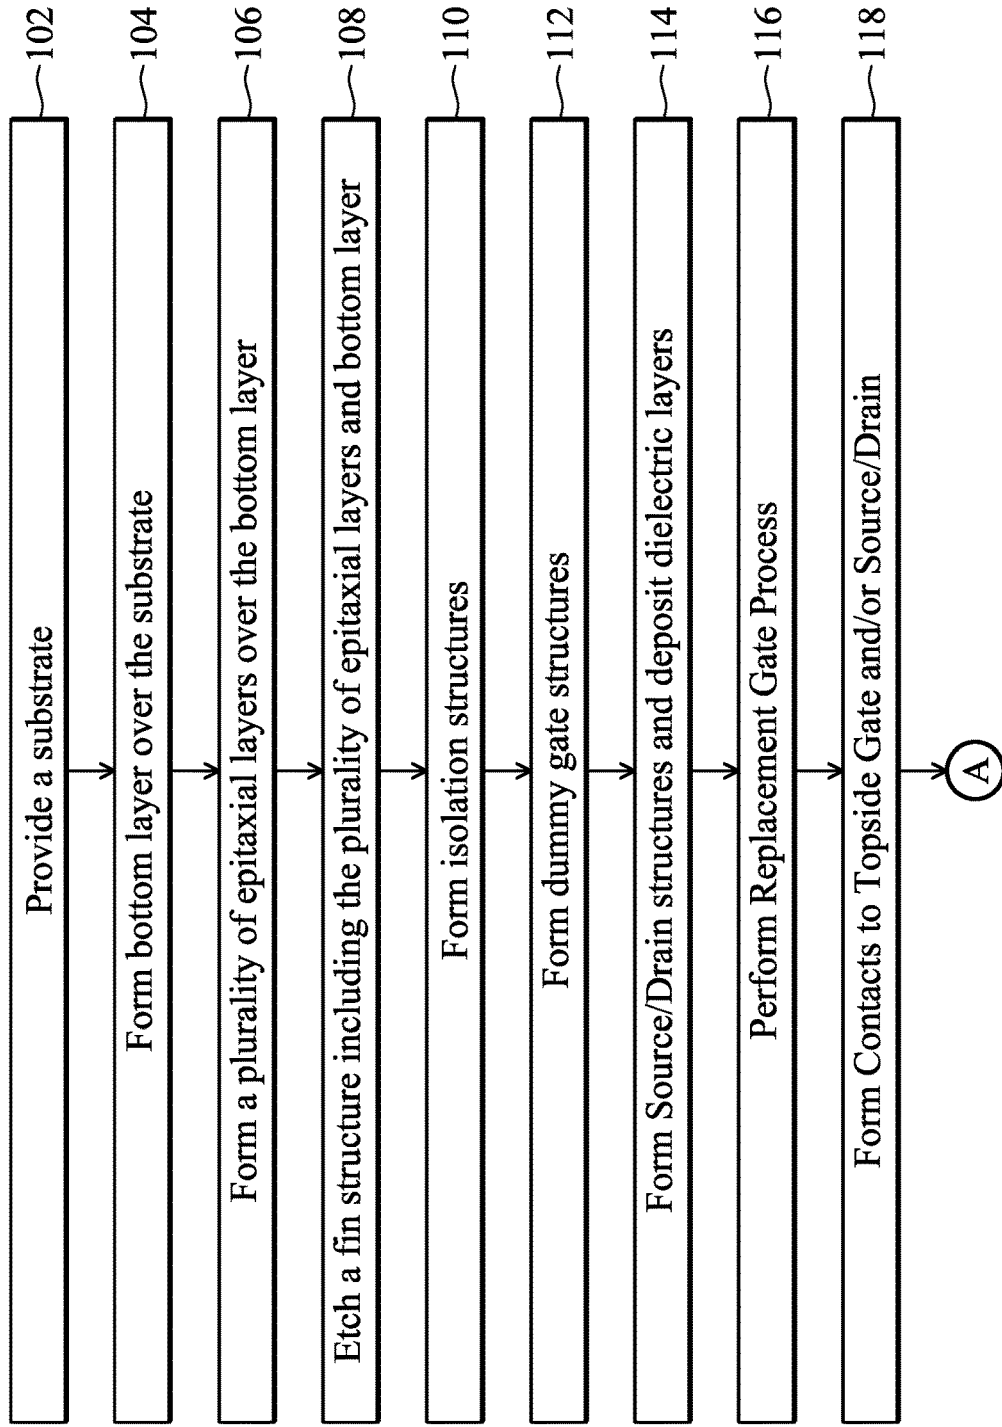 Provide a substrate 102
Form bottom layer over the substrate 104
Form a plurality of epitaxial layers over the bottom layer 106
Etch a fin structure including the plurality of epitaxial layers and bottom layer 108
Form isolation structures 110
Form dummy gate structures 112
Form Source/Drain structures and deposit dielectric layers 114
Perform Replacement Gate Process 116
Form Contacts to Topside Gate and/or Source/Drain 118
A